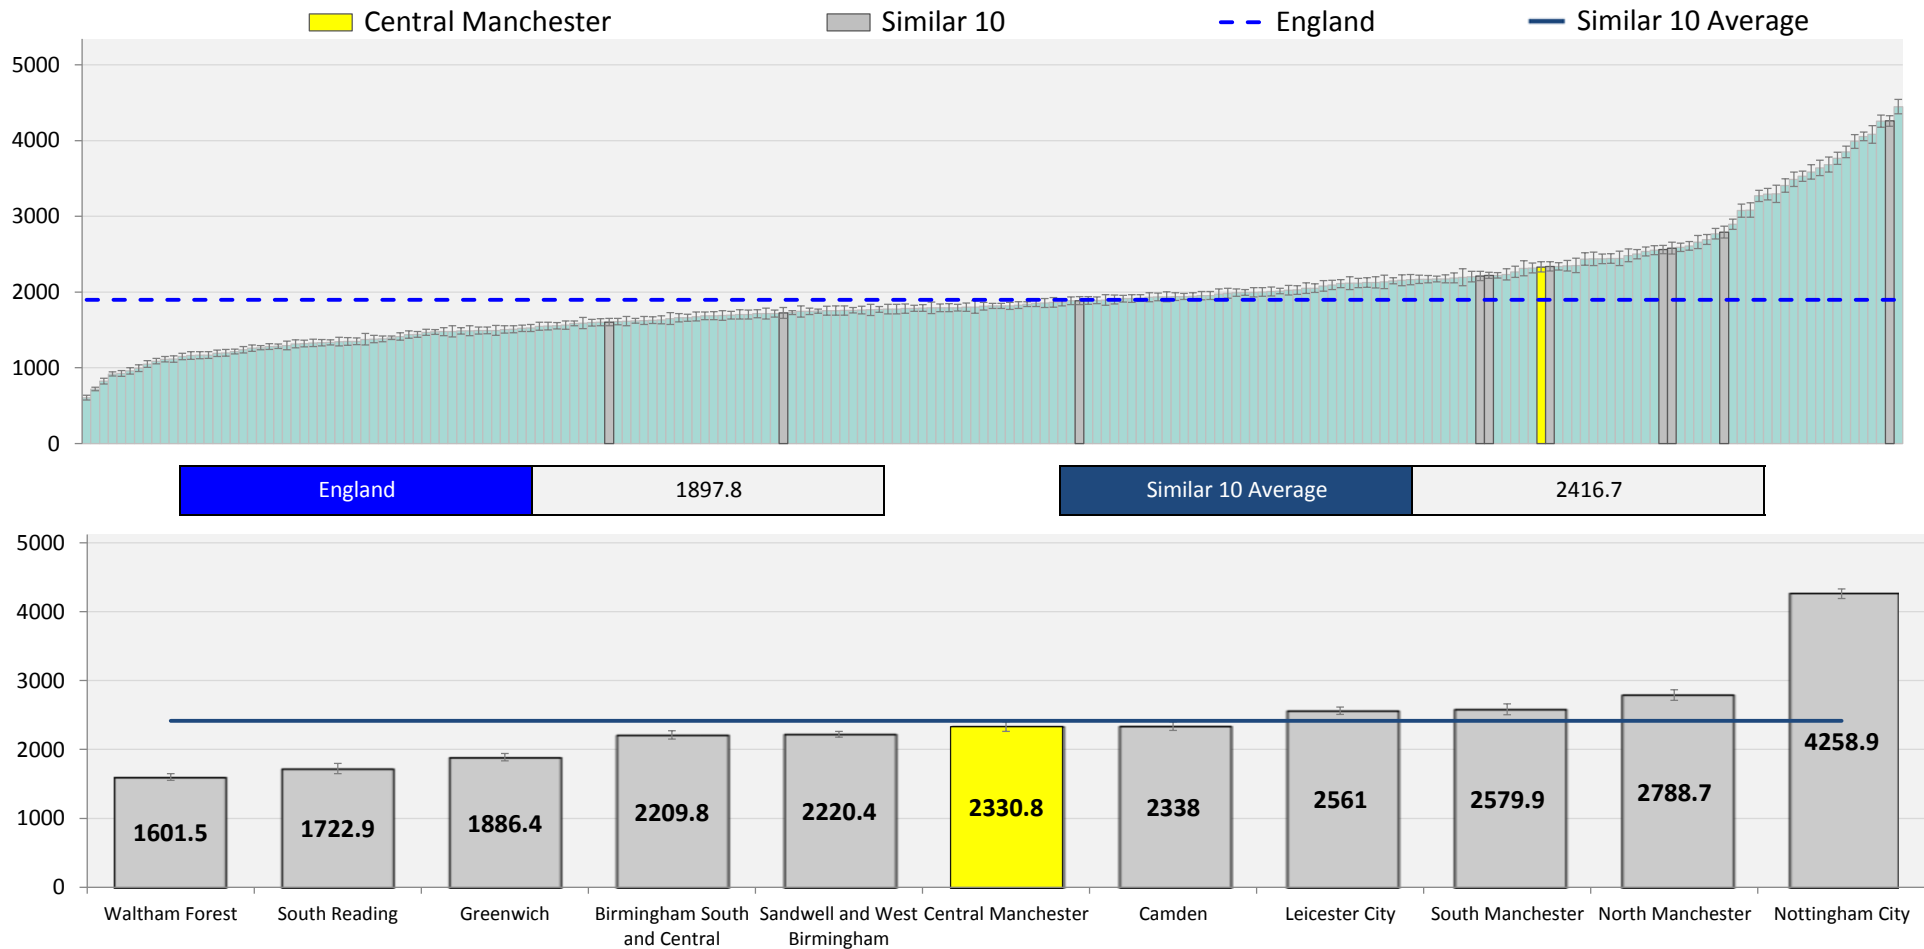 Central Manchester Similar 10 England Similar 10 Average
5000
4000
3000
2000
1000
0
England 1897.8 Similar 10 Average 2416.7
5000
4000
3000
2000
1000
0
1601.5 1722.9 1886.4 2209.8 2220.4 2330.8 2338 2561 2579.9 2788.7 4258.9
Waltham Forest South Reading Greenwich Birmingham South Sandwell and West Central Manchester Camden Leicester City South Manchester North Manchester Nottingham City
and Central Birmingham